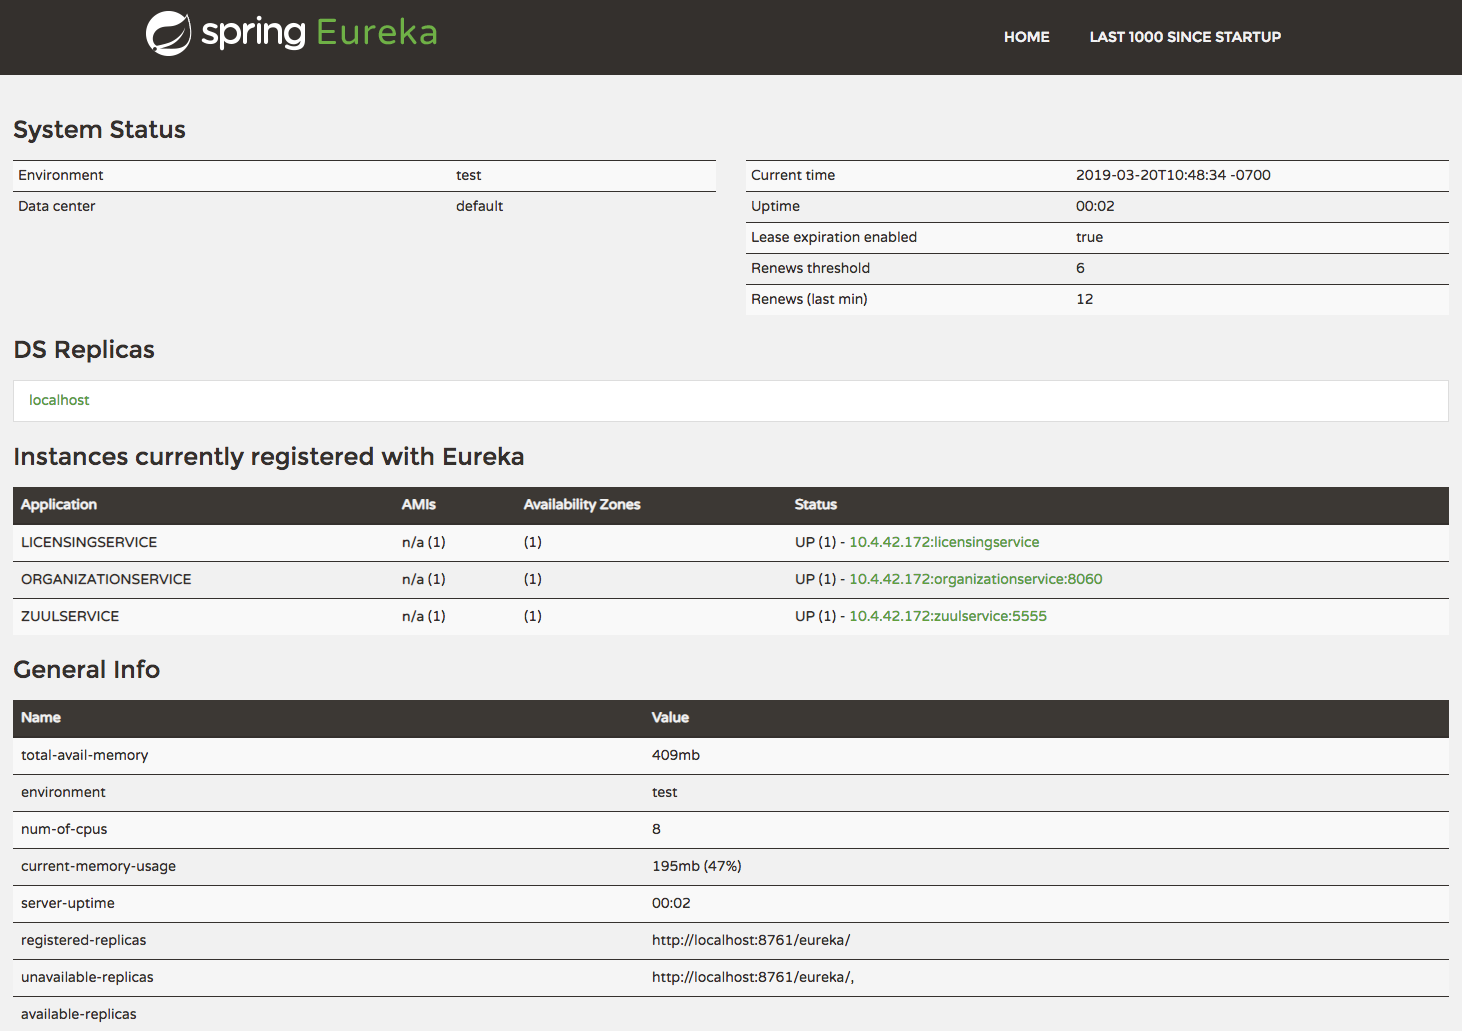 spring Eureka
HOME LAST 1000 SINCE STARTUP
System Status
Environment test
Data center default
Current time 2019-03-20T10:48:34 -0700
Uptime 00:02
Lease expiration enabled true
Renews threshold 6
Renews (last min) 12
DS Replicas
localhost
Instances currently registered with Eureka
Application AMIs Availability Zones Status
LICENSINGSERVICE n/a (1) (1) UP (1) - 10.4.42.172:licensingservice
ORGANIZATIONSERVICE n/a (1) (1) UP (1) - 10.4.42.172:organizationservice:8060
ZUULSERVICE n/a (1) (1) UP (1) - 10.4.42.172:zuulservice:5555
General Info
Name Value
total-avail-memory 409mb
environment test
num-of-cpus 8
current-memory-usage 195mb (47%)
server-uptime 00:02
registered-replicas http://localhost:8761/eureka/
unavailable-replicas http://localhost:8761/eureka/,
available-replicas